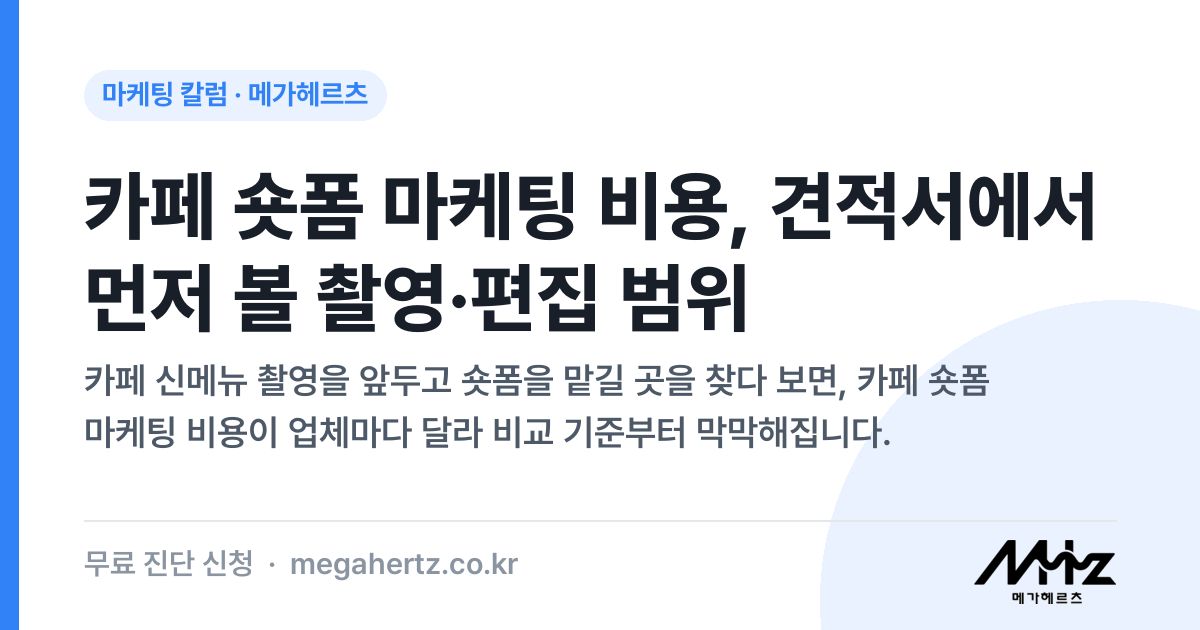 마케팅 칼럼 · 메가헤르츠
카페 숏폼 마케팅 비용, 견적서에서
먼저 볼 촬영·편집 범위
카페 신메뉴 촬영을 앞두고 숏폼을 맡길 곳을 찾다 보면, 카페 숏폼
마케팅 비용이 업체마다 달라 비교 기준부터 막막해집니다.
무료 진단 신청 · megahertz.co.kr
MHz
메가헤르츠